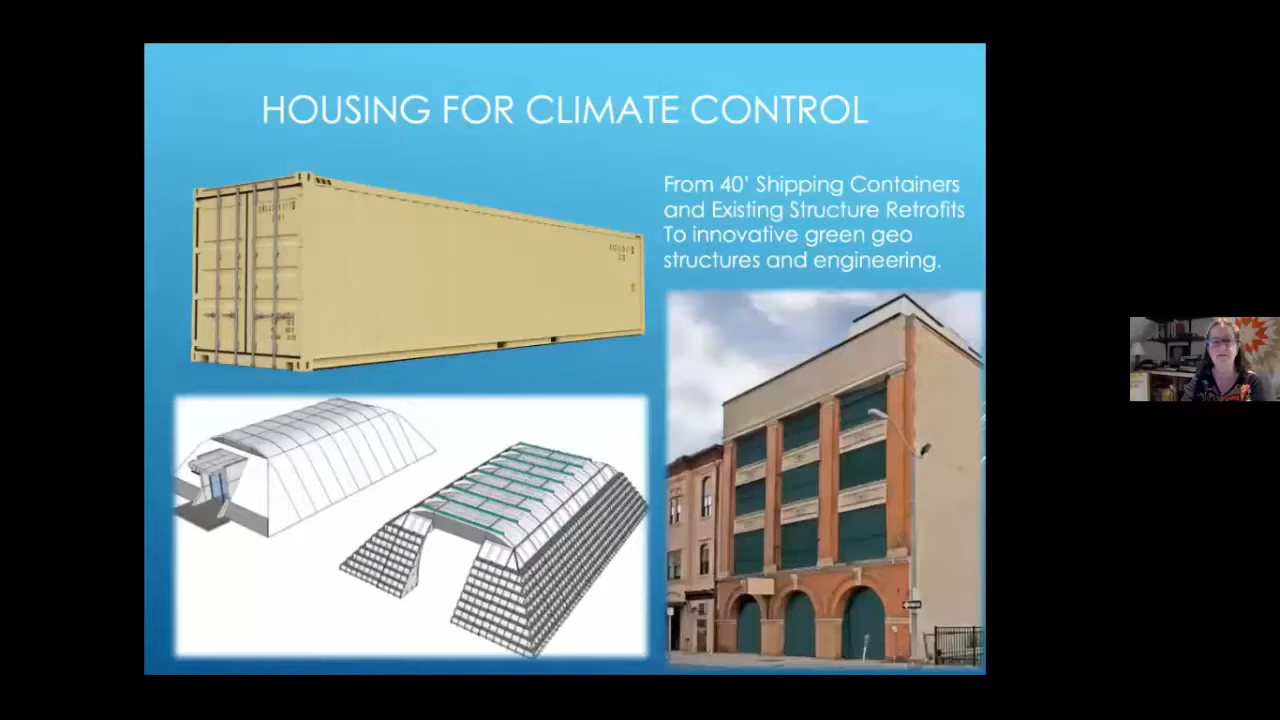 HOUSING FOR CLIMATE CONTROL
From 40’ Shipping Containers
and Existing Structure Retrofits
To innovative green geo
structures and engineering.